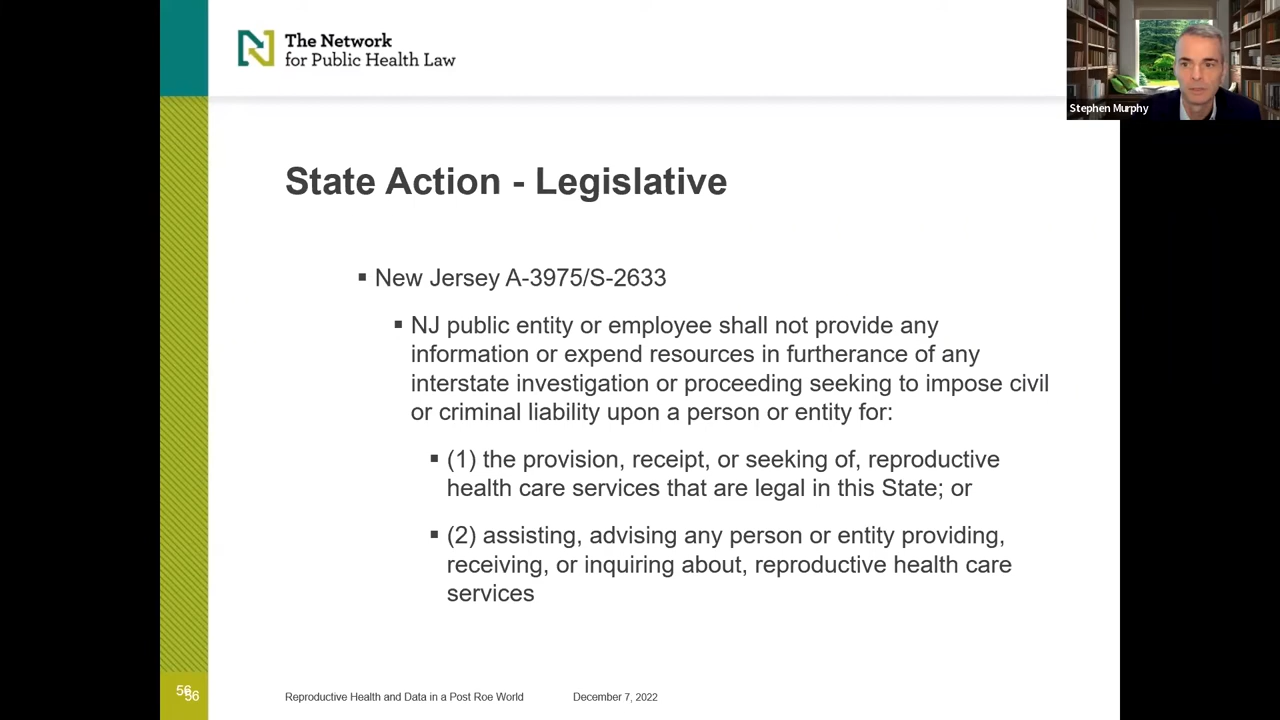 The Network
for Public Health Law
Stephen Murphy
State Action - Legislative
▪ New Jersey A-3975/S-2633
▪ NJ public entity or employee shall not provide any
information or expend resources in furtherance of any
interstate investigation or proceeding seeking to impose civil
or criminal liability upon a person or entity for:
▪ (1) the provision, receipt, or seeking of, reproductive
health care services that are legal in this State; or
▪ (2) assisting, advising any person or entity providing,
receiving, or inquiring about, reproductive health care
services
56 56
Reproductive Health and Data in a Post Roe World December 7, 2022